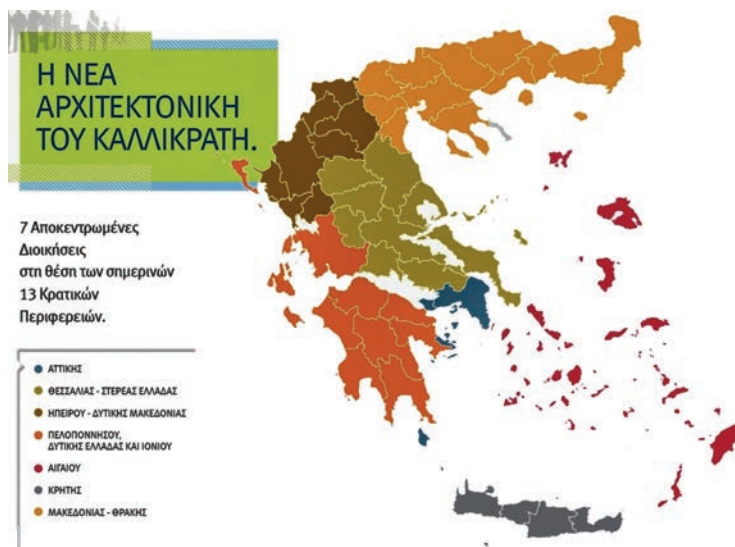 Η ΝΕΑ
ΑΡΧΙΤΕΚΤΟΝΙΚΗ
ΤΟΥ ΚΑΛΛΙΚΡΑΤΗ.
7 Αποκεντρωμένες
Διοικήσεις
στη θέση των σημερινών
13 Κρατικών
Περιφερειών.
ΑΤΤΙΚΗΣ
ΘΕΣΣΑΛΙΑΣ - ΣΤΕΡΕΑΣ ΕΛΛΑΔΑΣ
ΗΠΕΙΡΟΥ - ΔΥΤΙΚΗΣ ΜΑΚΕΔΟΝΙΑΣ
ΠΕΛΟΠΟΝΝΗΣΟΥ,
ΔΥΤΙΚΗΣ ΕΛΛΑΔΑΣ ΚΑΙ ΙΟΝΙΟΥ
ΑΙΓΑΙΟΥ
ΚΡΗΤΗΣ
ΜΑΚΕΔΟΝΙΑΣ - ΘΡΑΚΗΣ